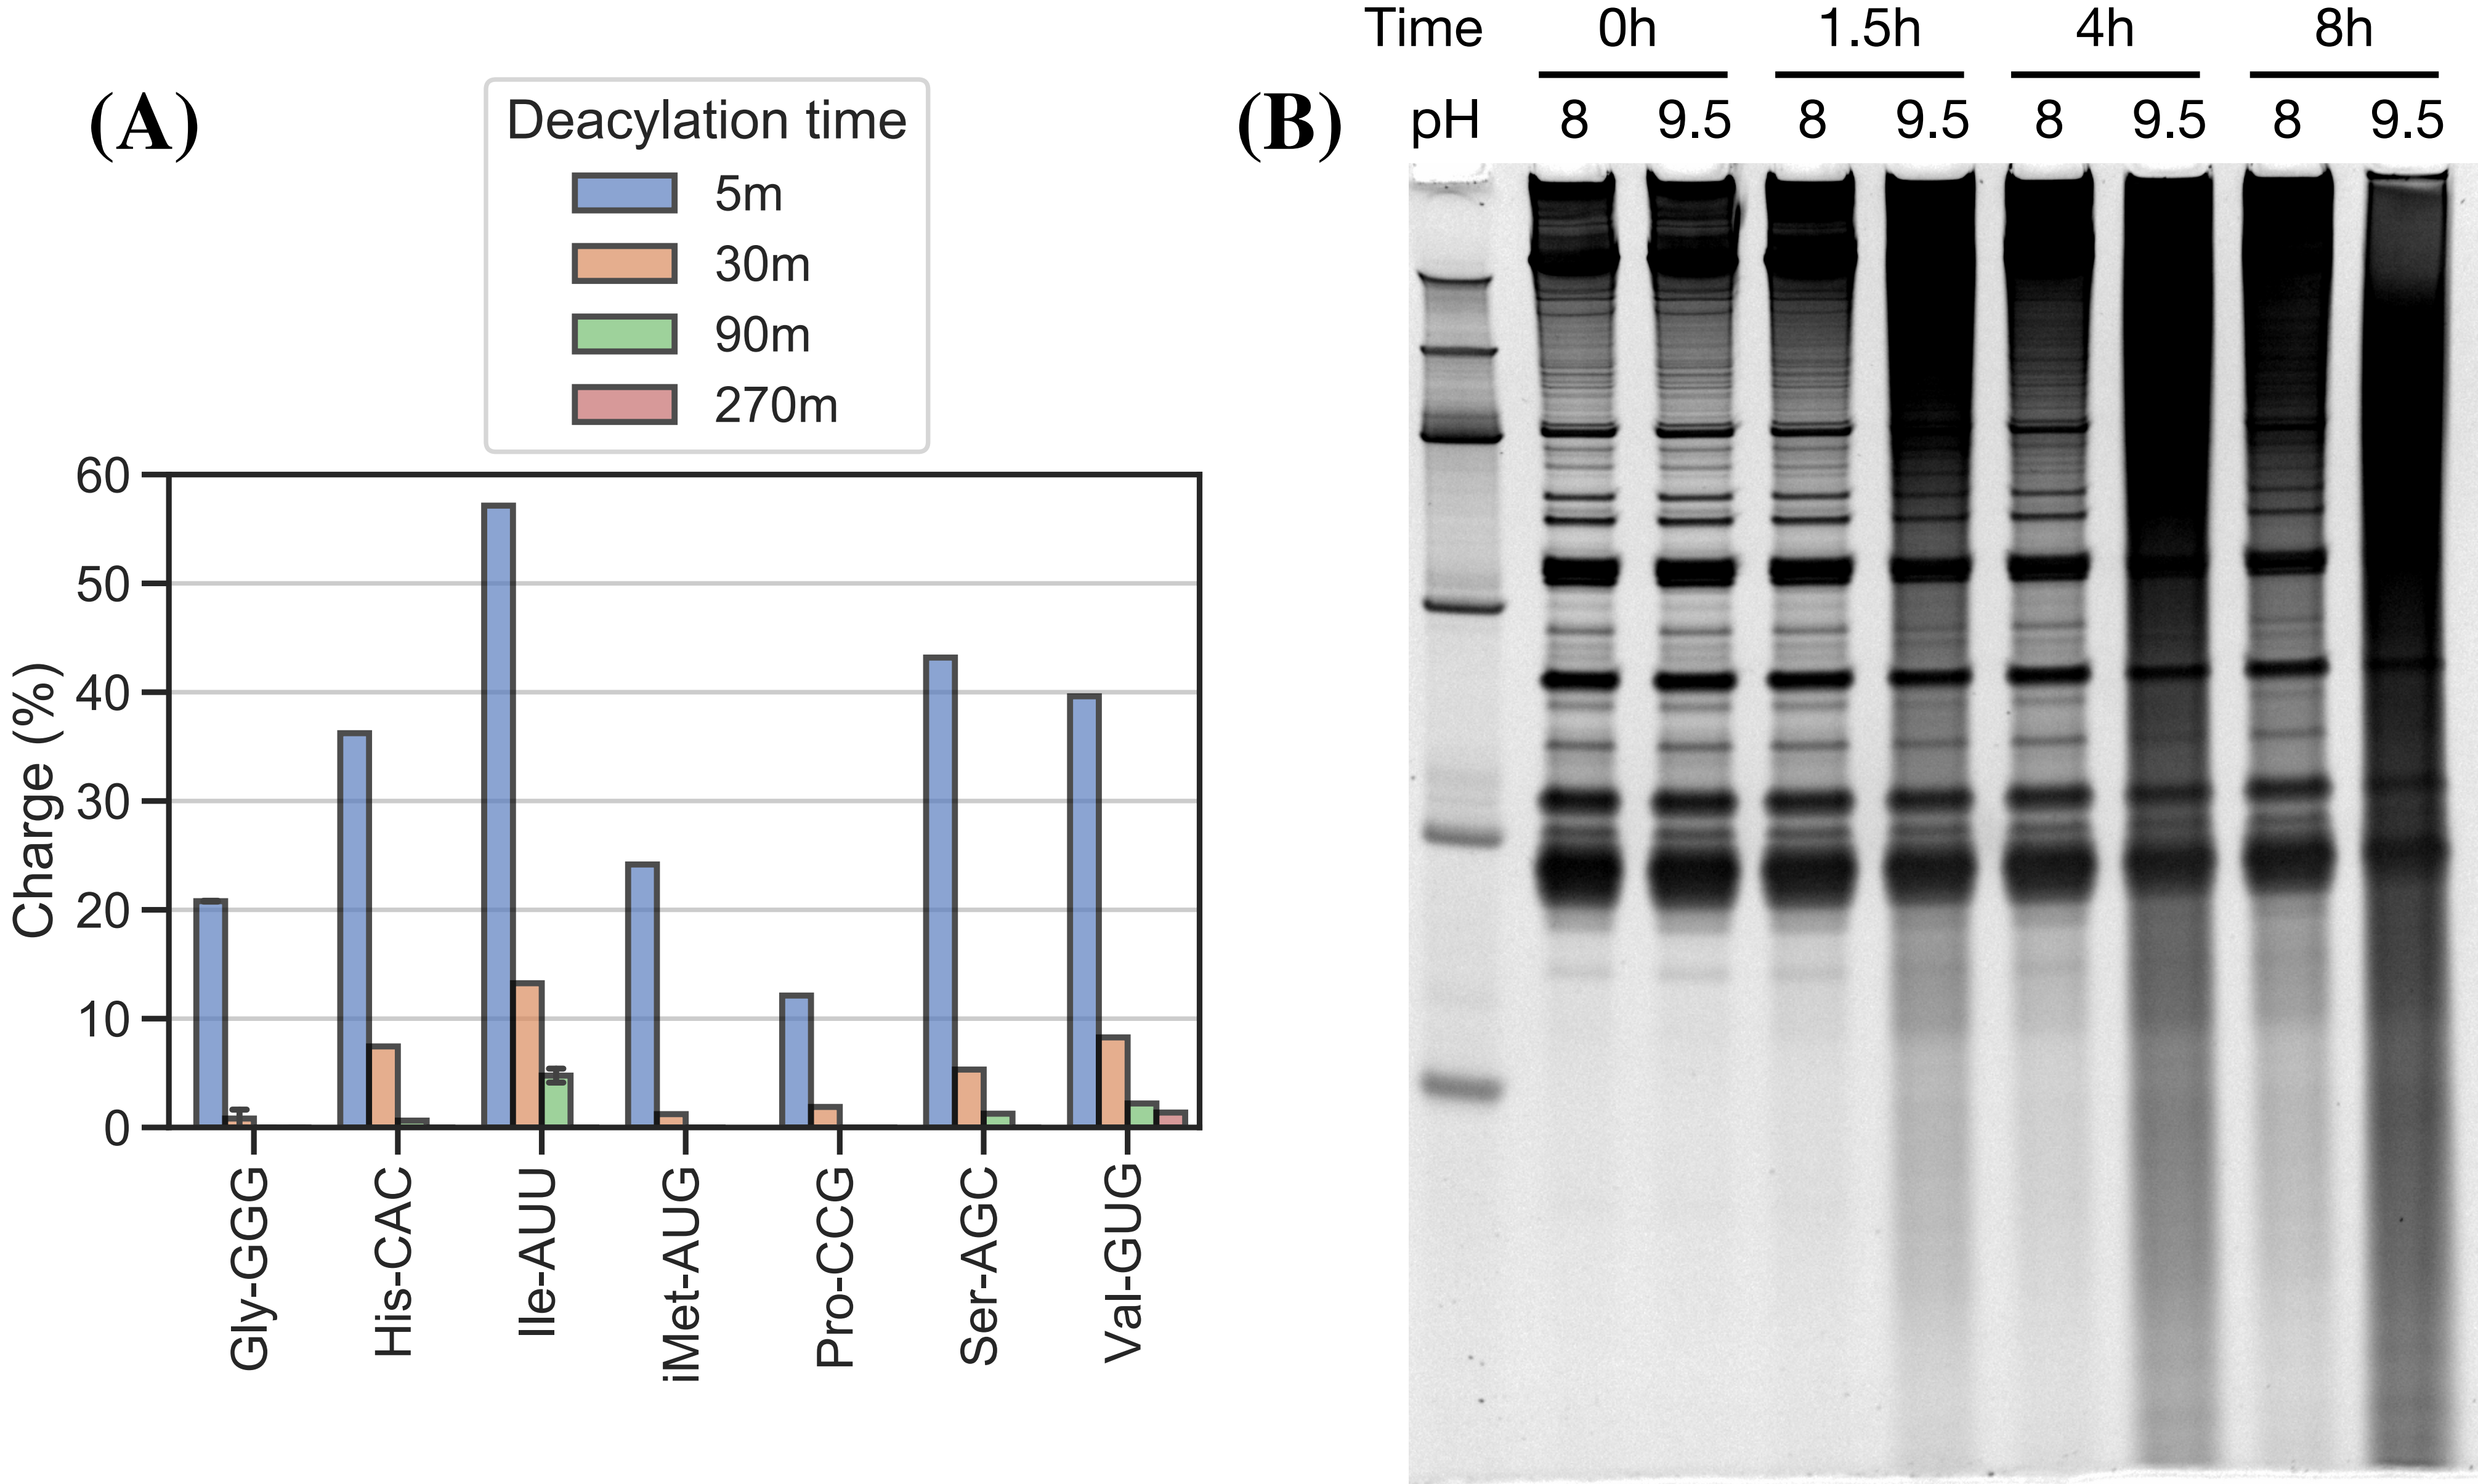 (A)
Deacylation time
5m
30m
90m
270m
Charge (%)
60
50
40
30
20
10
0
Gly-GGG
His-CAC
Ile-AUU
iMet-AUG
Pro-CCG
Ser-AGC
Val-GUG
(B)
Time 0h 1.5h 4h 8h
pH 8 9.5 8 9.5 8 9.5 8 9.5